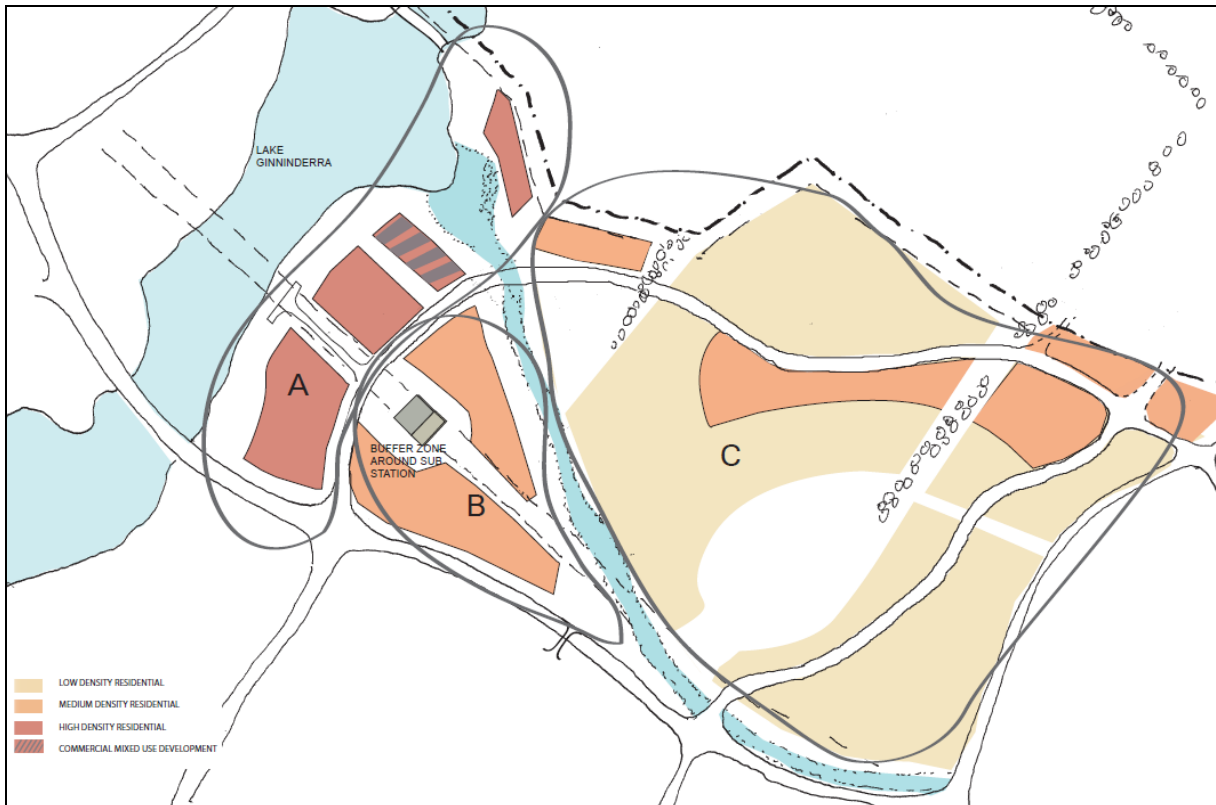 LAKE
GINNINDERRA
A
BUFFER ZONE
AROUND SUB
STATION
B
C
LOW DENSITY RESIDENTIAL
MEDIUM DENSITY RESIDENTIAL
HIGH DENSITY RESIDENTIAL
COMMERCIAL MIXED USE DEVELOPMENT